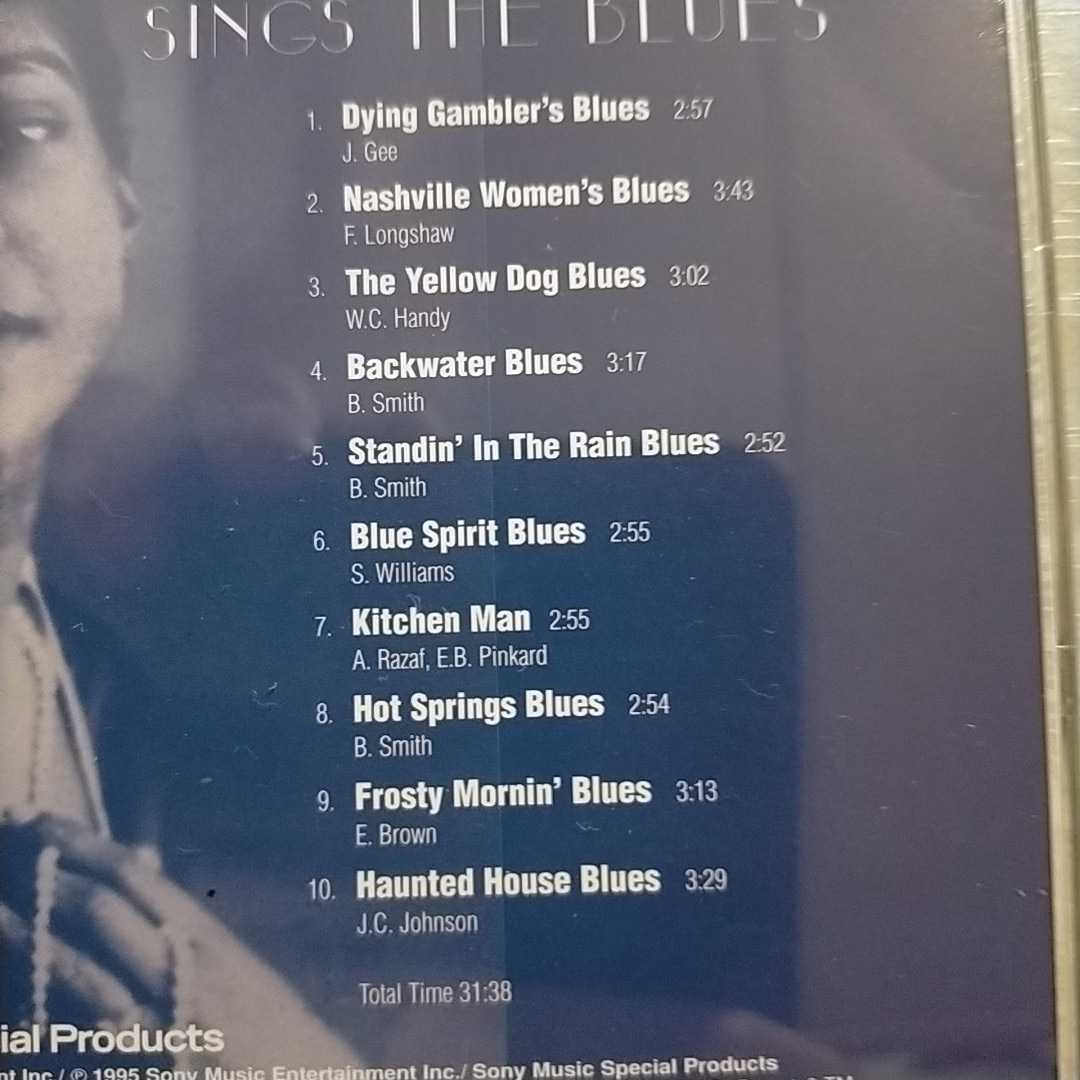 SINGS THE BLUES
1. Dying Gambler's Blues 2:57
J. Gee
2. Nashville Women's Blues 3:43
F. Longshaw
3. The Yellow Dog Blues 3:02
W.C. Handy
4. Backwater Blues 3:17
B. Smith
5. Standin' In The Rain Blues 2:52
B. Smith
6. Blue Spirit Blues 2:55
S. Williams
7. Kitchen Man 2:55
A. Razaf, E.B. Pinkard
8. Hot Springs Blues 2:54
B. Smith
9. Frosty Mornin' Blues 3:13
E. Brown
10. Haunted House Blues 3:29
J.C. Johnson
Total Time 31:38
ial Products
nt Inc./ ℗ 1995 Sony Music Entertainment Inc./ Sony Music Special Products